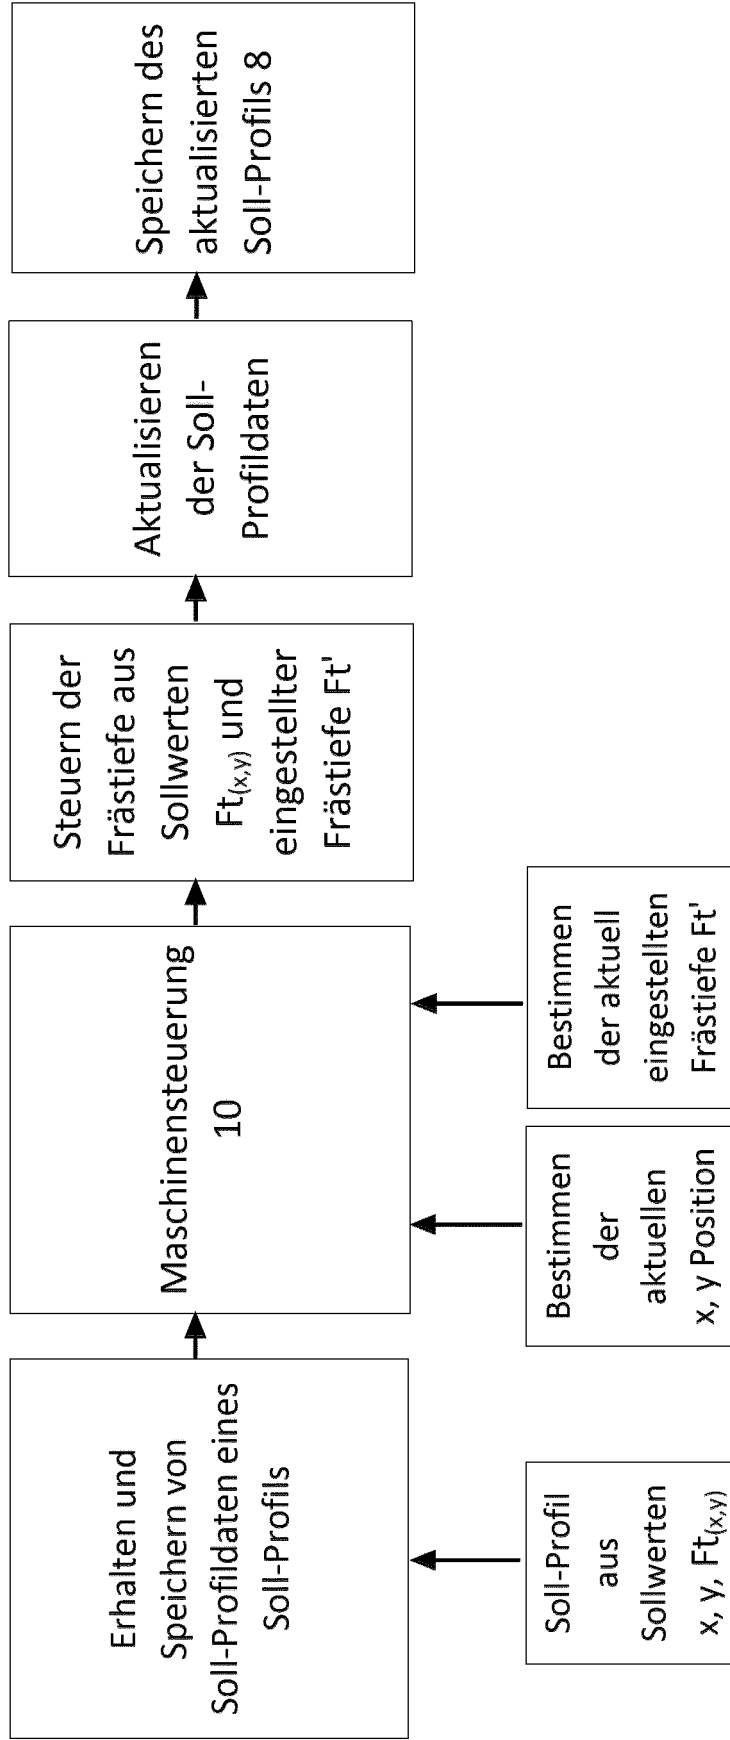 Erhalten und
Speichern von
Soll-Profildaten eines
Soll-Profils
Maschinensteuerung
10
Steuern der
Frästiefe aus
Sollwerten
Ft(x,y) und
eingestellter
Frästiefe Ft'
Aktualisieren
der Soll-
Profildaten
Speichern des
aktualisierten
Soll-Profils 8
Soll-Profil
aus
Sollwerten
x, y, Ft(x,y)
Bestimmen
der
aktuellen
x, y Position
Bestimmen
der aktuell
eingestellten
Frästiefe Ft'